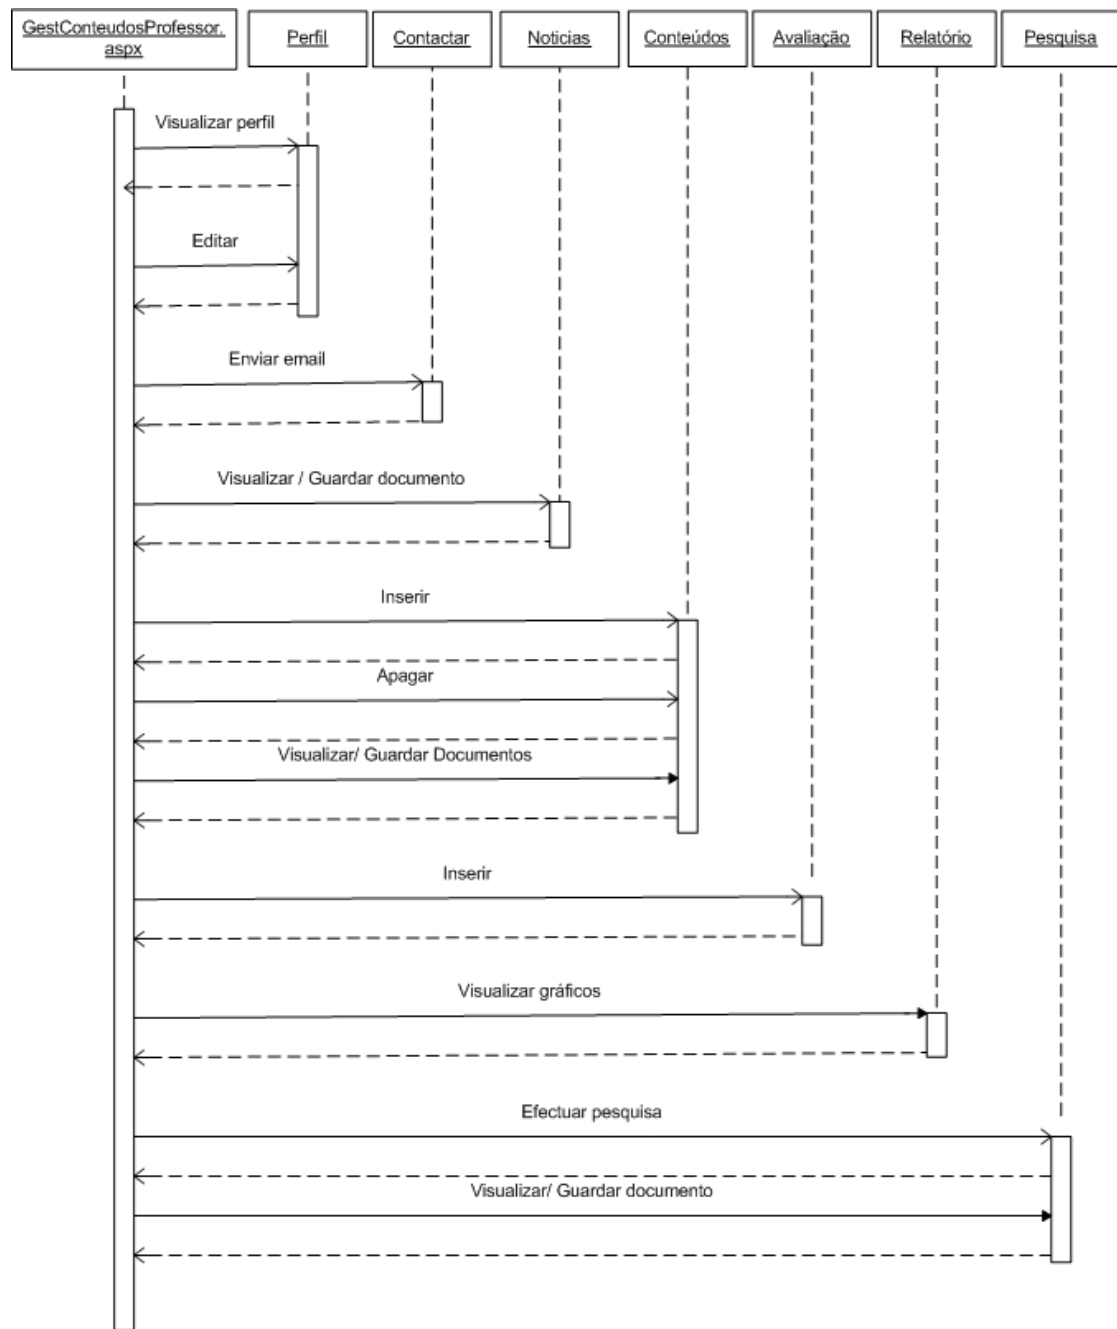 GestConteudosProfessor.
aspx
Perfil
Contactar
Noticias
Conteúdos
Avaliação
Relatório
Pesquisa
Visualizar perfil
Editar
Enviar email
Visualizar / Guardar documento
Inserir
Apagar
Visualizar/ Guardar Documentos
Inserir
Visualizar gráficos
Efectuar pesquisa
Visualizar/ Guardar documento